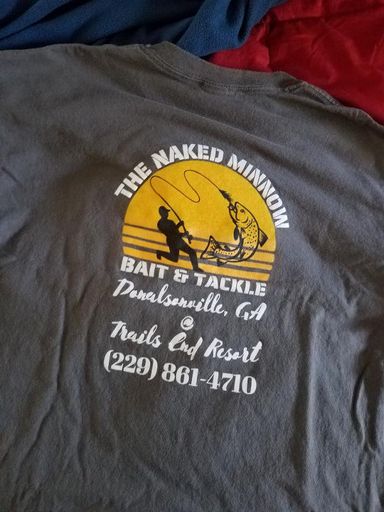 THE NAKED MINNOW
BAIT & TACKLE
Donalsonville, GA
@
Trails End Resort
(229) 861-4710